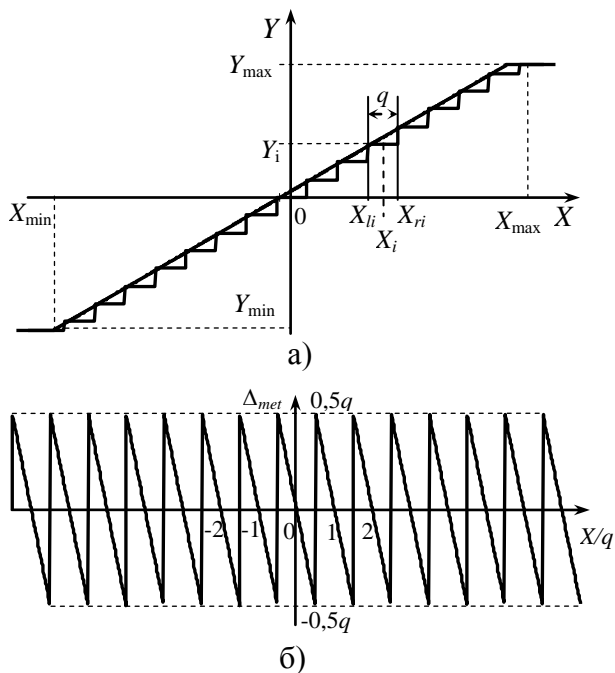 Y
Y_max
q
Y_i
X_min
0
X_li
X_ri
X_max
X
X_i
Y_min
а)
Δ_met
0,5q
-2
-1
0
1
2
X/q
-0,5q
б)